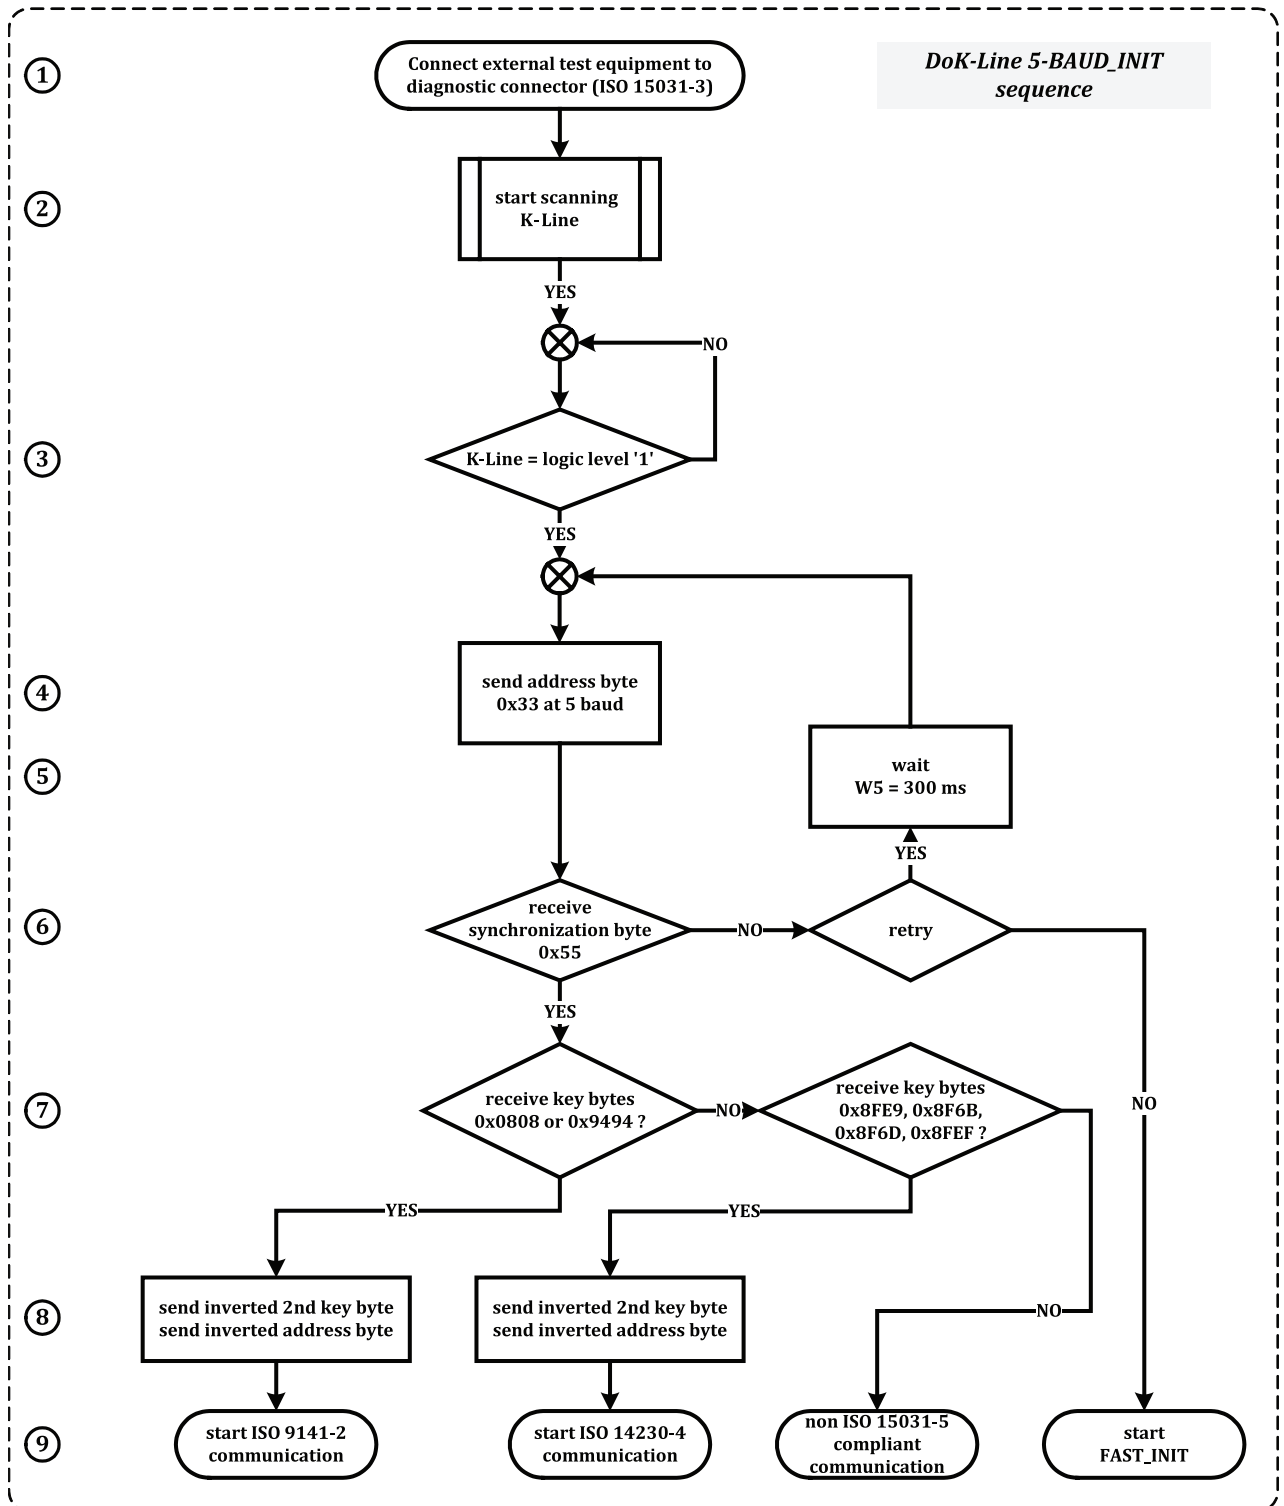 1
Connect external test equipment to
diagnostic connector (ISO 15031-3)
DoK-Line 5-BAUD_INIT
sequence
2
start scanning
K-Line
YES
NO
3
K-Line = logic level '1'
YES
4
send address byte
0x33 at 5 baud
5
wait
W5 = 300 ms
YES
6
receive
synchronization byte
0x55
NO
retry
YES
7
receive key bytes
0x0808 or 0x9494 ?
NO
receive key bytes
0x8FE9, 0x8F6B,
0x8F6D, 0x8FEF ?
NO
YES
YES
8
send inverted 2nd key byte
send inverted address byte
send inverted 2nd key byte
send inverted address byte
NO
9
start ISO 9141-2
communication
start ISO 14230-4
communication
non ISO 15031-5
compliant
communication
start
FAST_INIT